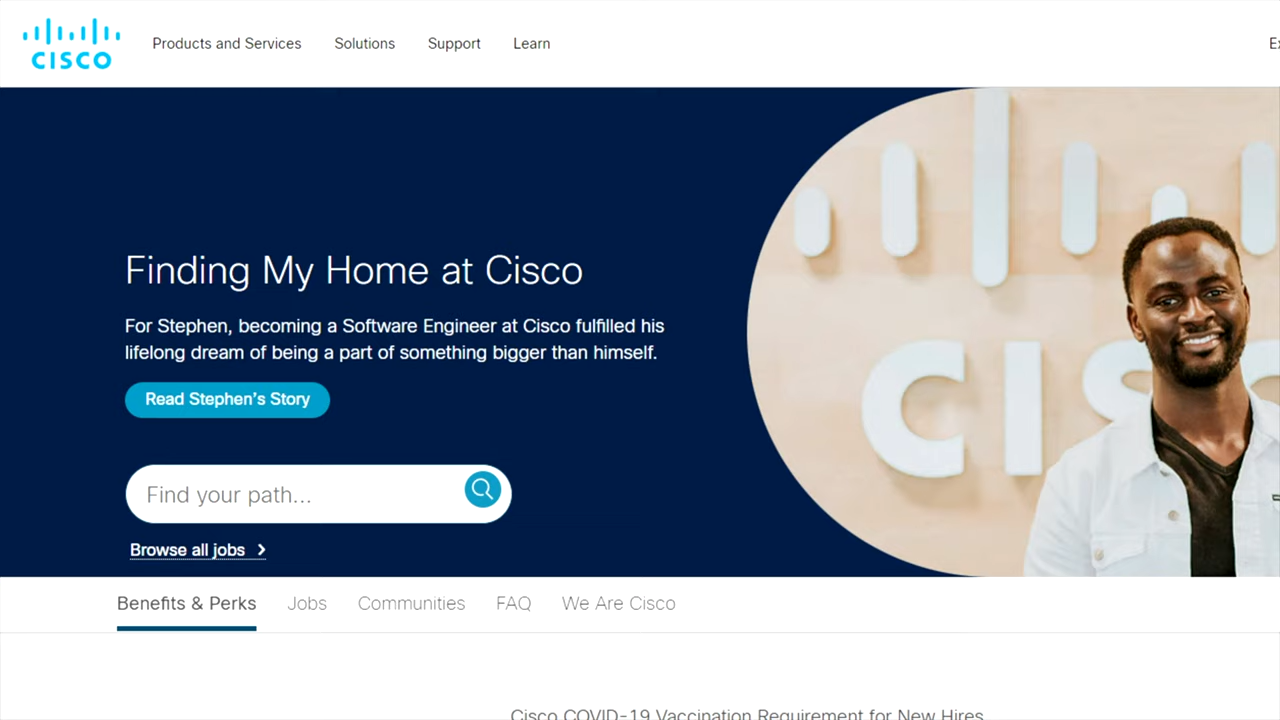 CISCO
Products and Services
Solutions
Support
Learn
Finding My Home at Cisco
For Stephen, becoming a Software Engineer at Cisco fulfilled his
lifelong dream of being a part of something bigger than himself.
Read Stephen's Story
Find your path...
Browse all jobs
CIS
Benefits & Perks
Jobs
Communities
FAQ
We Are Cisco
Cisco COVID-19 Vaccination Requirement for New Hires